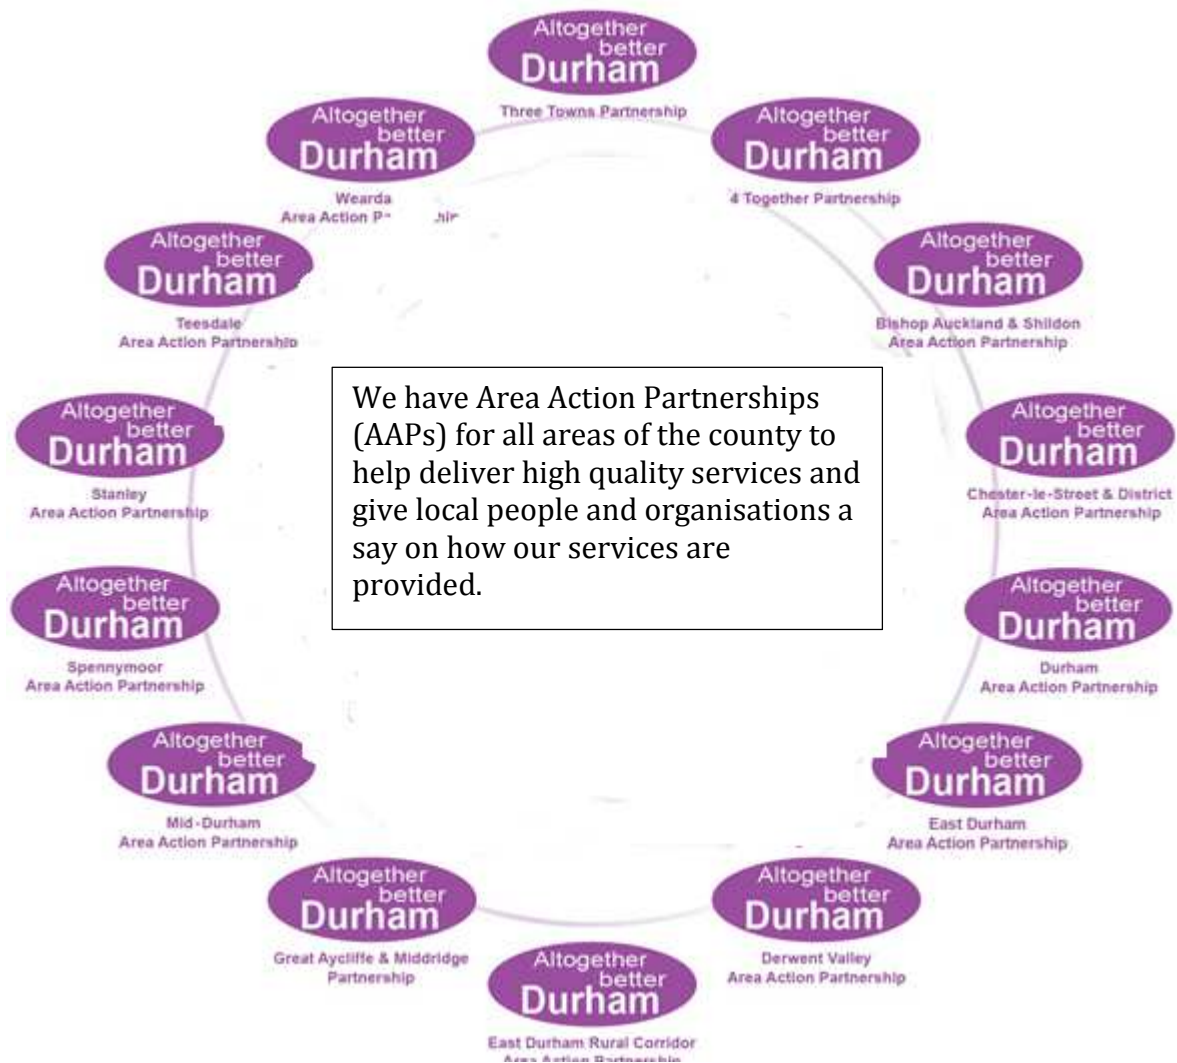 Altogether
better
Durham
Three Towns Partnership
Altogether
better
Durham
4 Together Partnership
Altogether
better
Durham
Bishop Auckland & Shildon
Area Action Partnership
Altogether
better
Durham
Chester-le-Street & District
Area Action Partnership
Altogether
better
Durham
Durham
Area Action Partnership
Altogether
better
Durham
East Durham
Area Action Partnership
Altogether
better
Durham
Derwent Valley
Area Action Partnership
Altogether
better
Durham
East Durham Rural Corridor
Area Action Partnership
Altogether
better
Durham
Great Aycliffe & Middridge
Partnership
Altogether
better
Durham
Mid-Durham
Area Action Partnership
Altogether
better
Durham
Spennymoor
Area Action Partnership
Altogether
better
Durham
Stanley
Area Action Partnership
Altogether
better
Durham
Teesdale
Area Action Partnership
Altogether
better
Durham
Wearda
Area Action P
We have Area Action Partnerships
(AAPs) for all areas of the county to
help deliver high quality services and
give local people and organisations a
say on how our services are
provided.